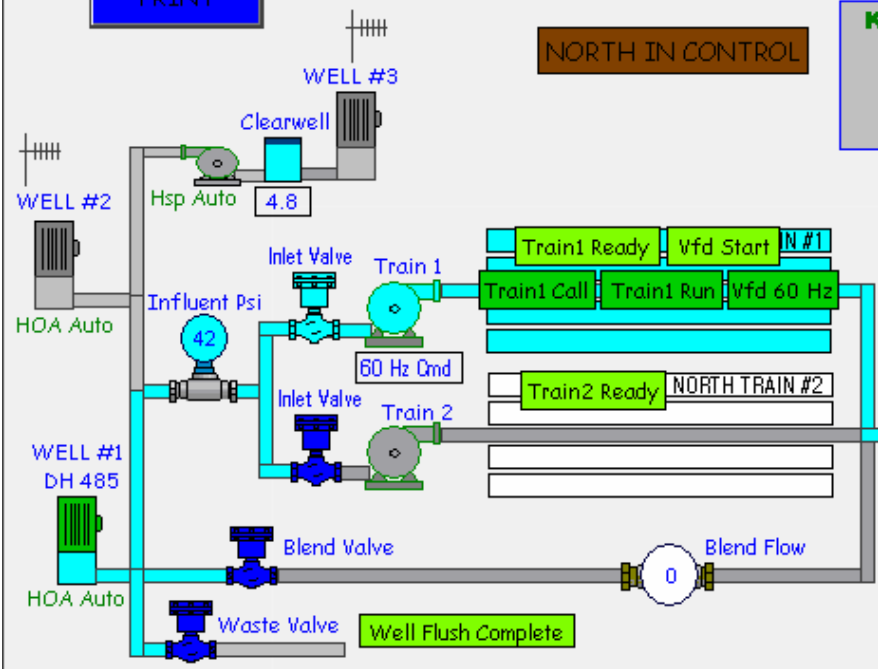 PRINT
K
WELL #3
NORTH IN CONTROL
Clearwell
WELL #2
Hsp Auto
4.8
HOA Auto
Inlet Valve
Train 1
Train1 Ready
Vfd Start
IN #1
Train1 Call
Train1 Run
Vfd 60 Hz
Influent Psi
42
60 Hz Cmd
Inlet Valve
Train 2
Train2 Ready
NORTH TRAIN #2
WELL #1
DH 485
HOA Auto
Blend Valve
Blend Flow
0
Waste Valve
Well Flush Complete